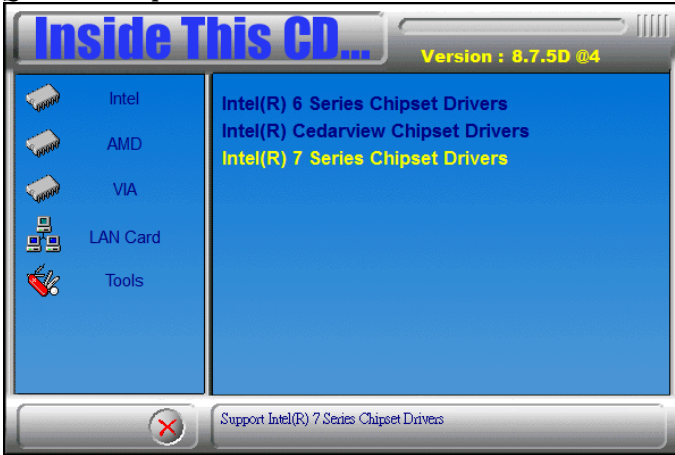 Inside This CD...
Version : 8.7.5D @4
Intel
AMD
VIA
LAN Card
Tools
Intel(R) 6 Series Chipset Drivers
Intel(R) Cedarview Chipset Drivers
Intel(R) 7 Series Chipset Drivers
Support Intel(R) 7 Series Chipset Drivers